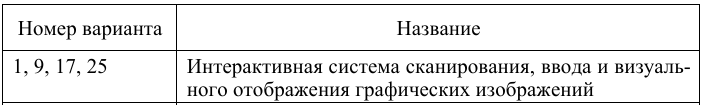 Номер варианта Название
1, 9, 17, 25 Интерактивная система сканирования, ввода и визуаль-
ного отображения графических изображений